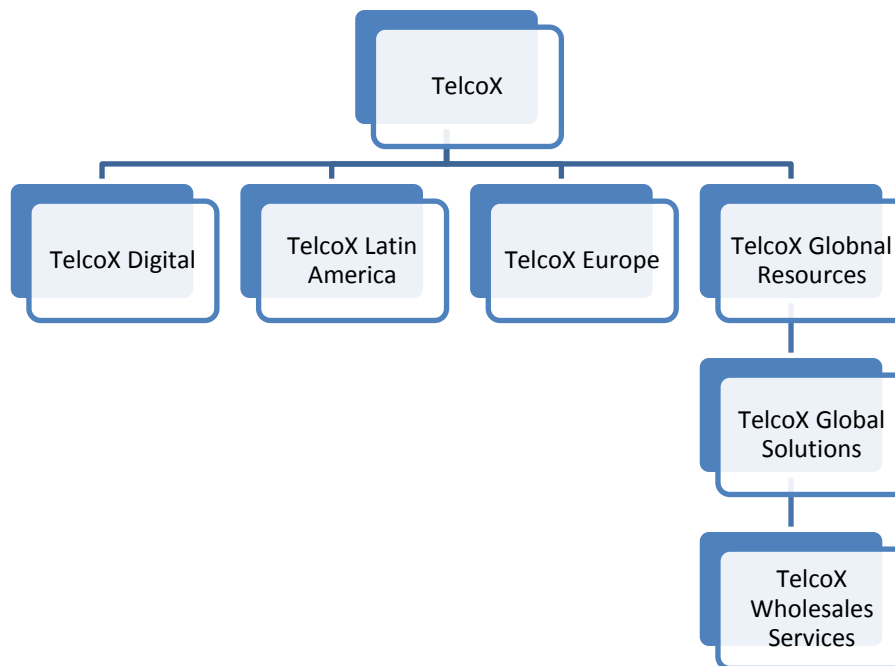 TelcoX
TelcoX Digital
TelcoX Latin
America
TelcoX Europe
TelcoX Globnal
Resources
TelcoX Global
Solutions
TelcoX
Wholesales
Services